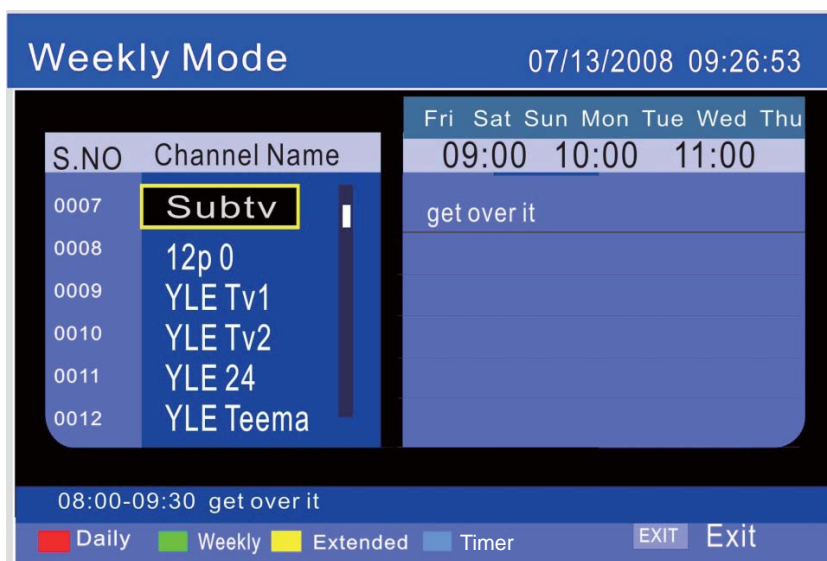 Weekly Mode 07/13/2008 09:26:53
Fri Sat Sun Mon Tue Wed Thu
S.NO Channel Name 09:00 10:00 11:00
0007 Subtv get over it
0008 12p 0
0009 YLE Tv1
0010 YLE Tv2
0011 YLE 24
0012 YLE Teema
08:00-09:30 get over it
Daily Weekly Extended Timer EXIT Exit